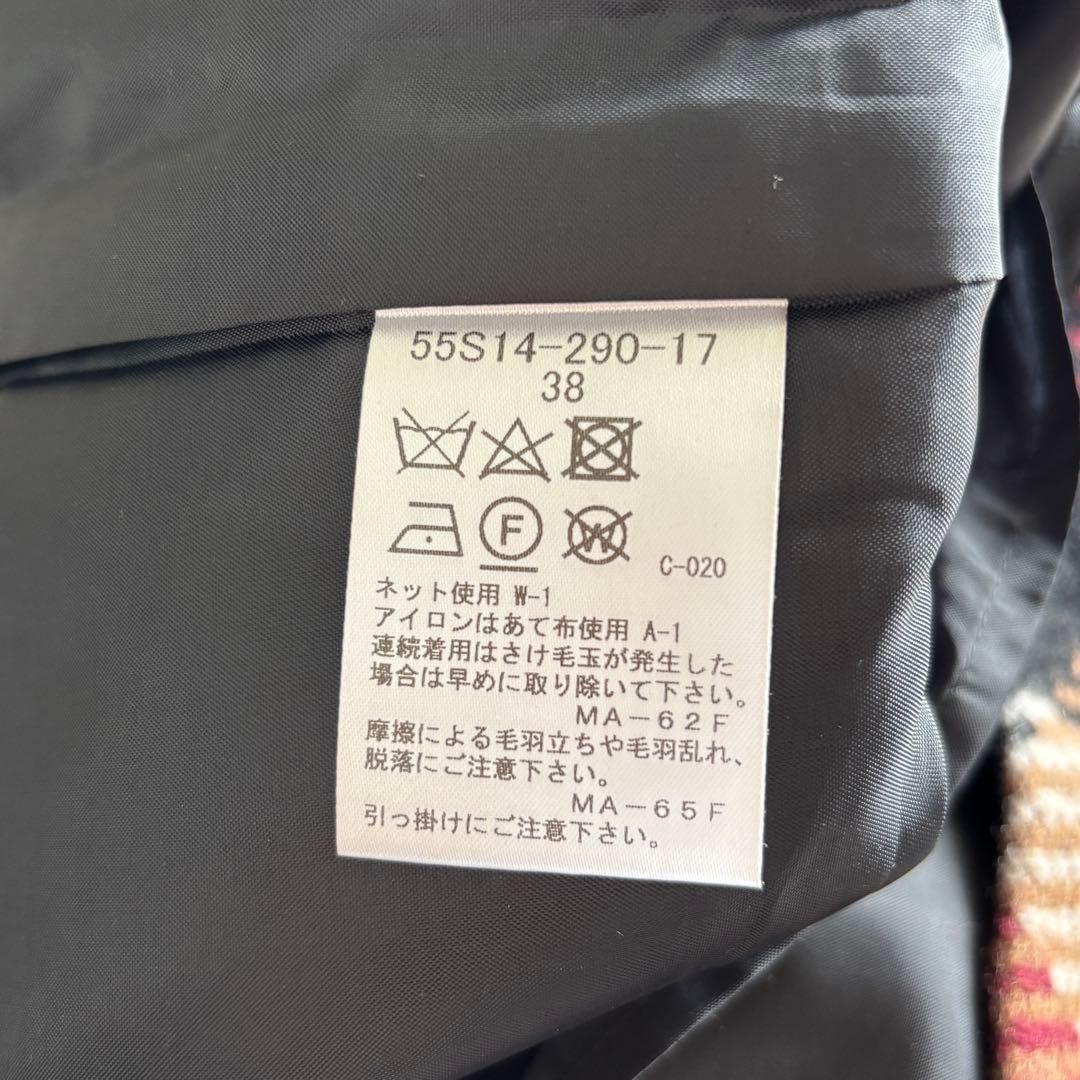 55S14-290-17
38
F W
C-020
ネット使用 W-1
アイロンはあて布使用 A-1
連続着用はさけ毛玉が発生した
場合は早めに取り除いて下さい。
MA-62F
摩擦による毛羽立ちや毛羽乱れ、
脱落にご注意下さい。
MA-65F
引っ掛けにご注意下さい。